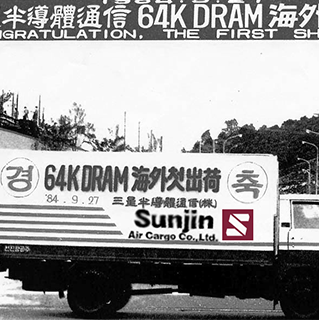 半導體通信 64K DRAM 海外
NGRATULATION, THE FIRST SH
경 64K DRAM 海外첫出荷 축
'84. 9. 27 三星半導體通信(株)
Sunjin
Air Cargo Co., Ltd.
S